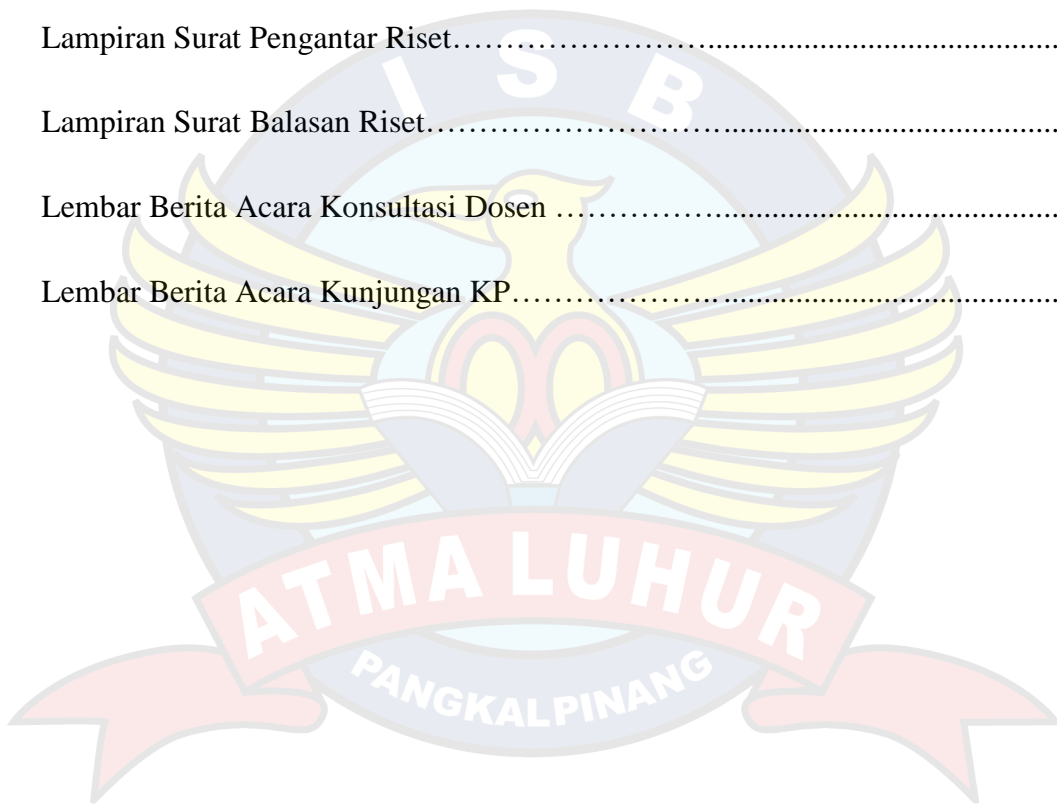 Lampiran Surat Pengantar Riset……………………..............................................
Lampiran Surat Balasan Riset………………………..............................................
Lembar Berita Acara Konsultasi Dosen ……………..............................................
Lembar Berita Acara Kunjungan KP………………..............................................
I S B
ATMA LUHUR
PANGKALPINANG